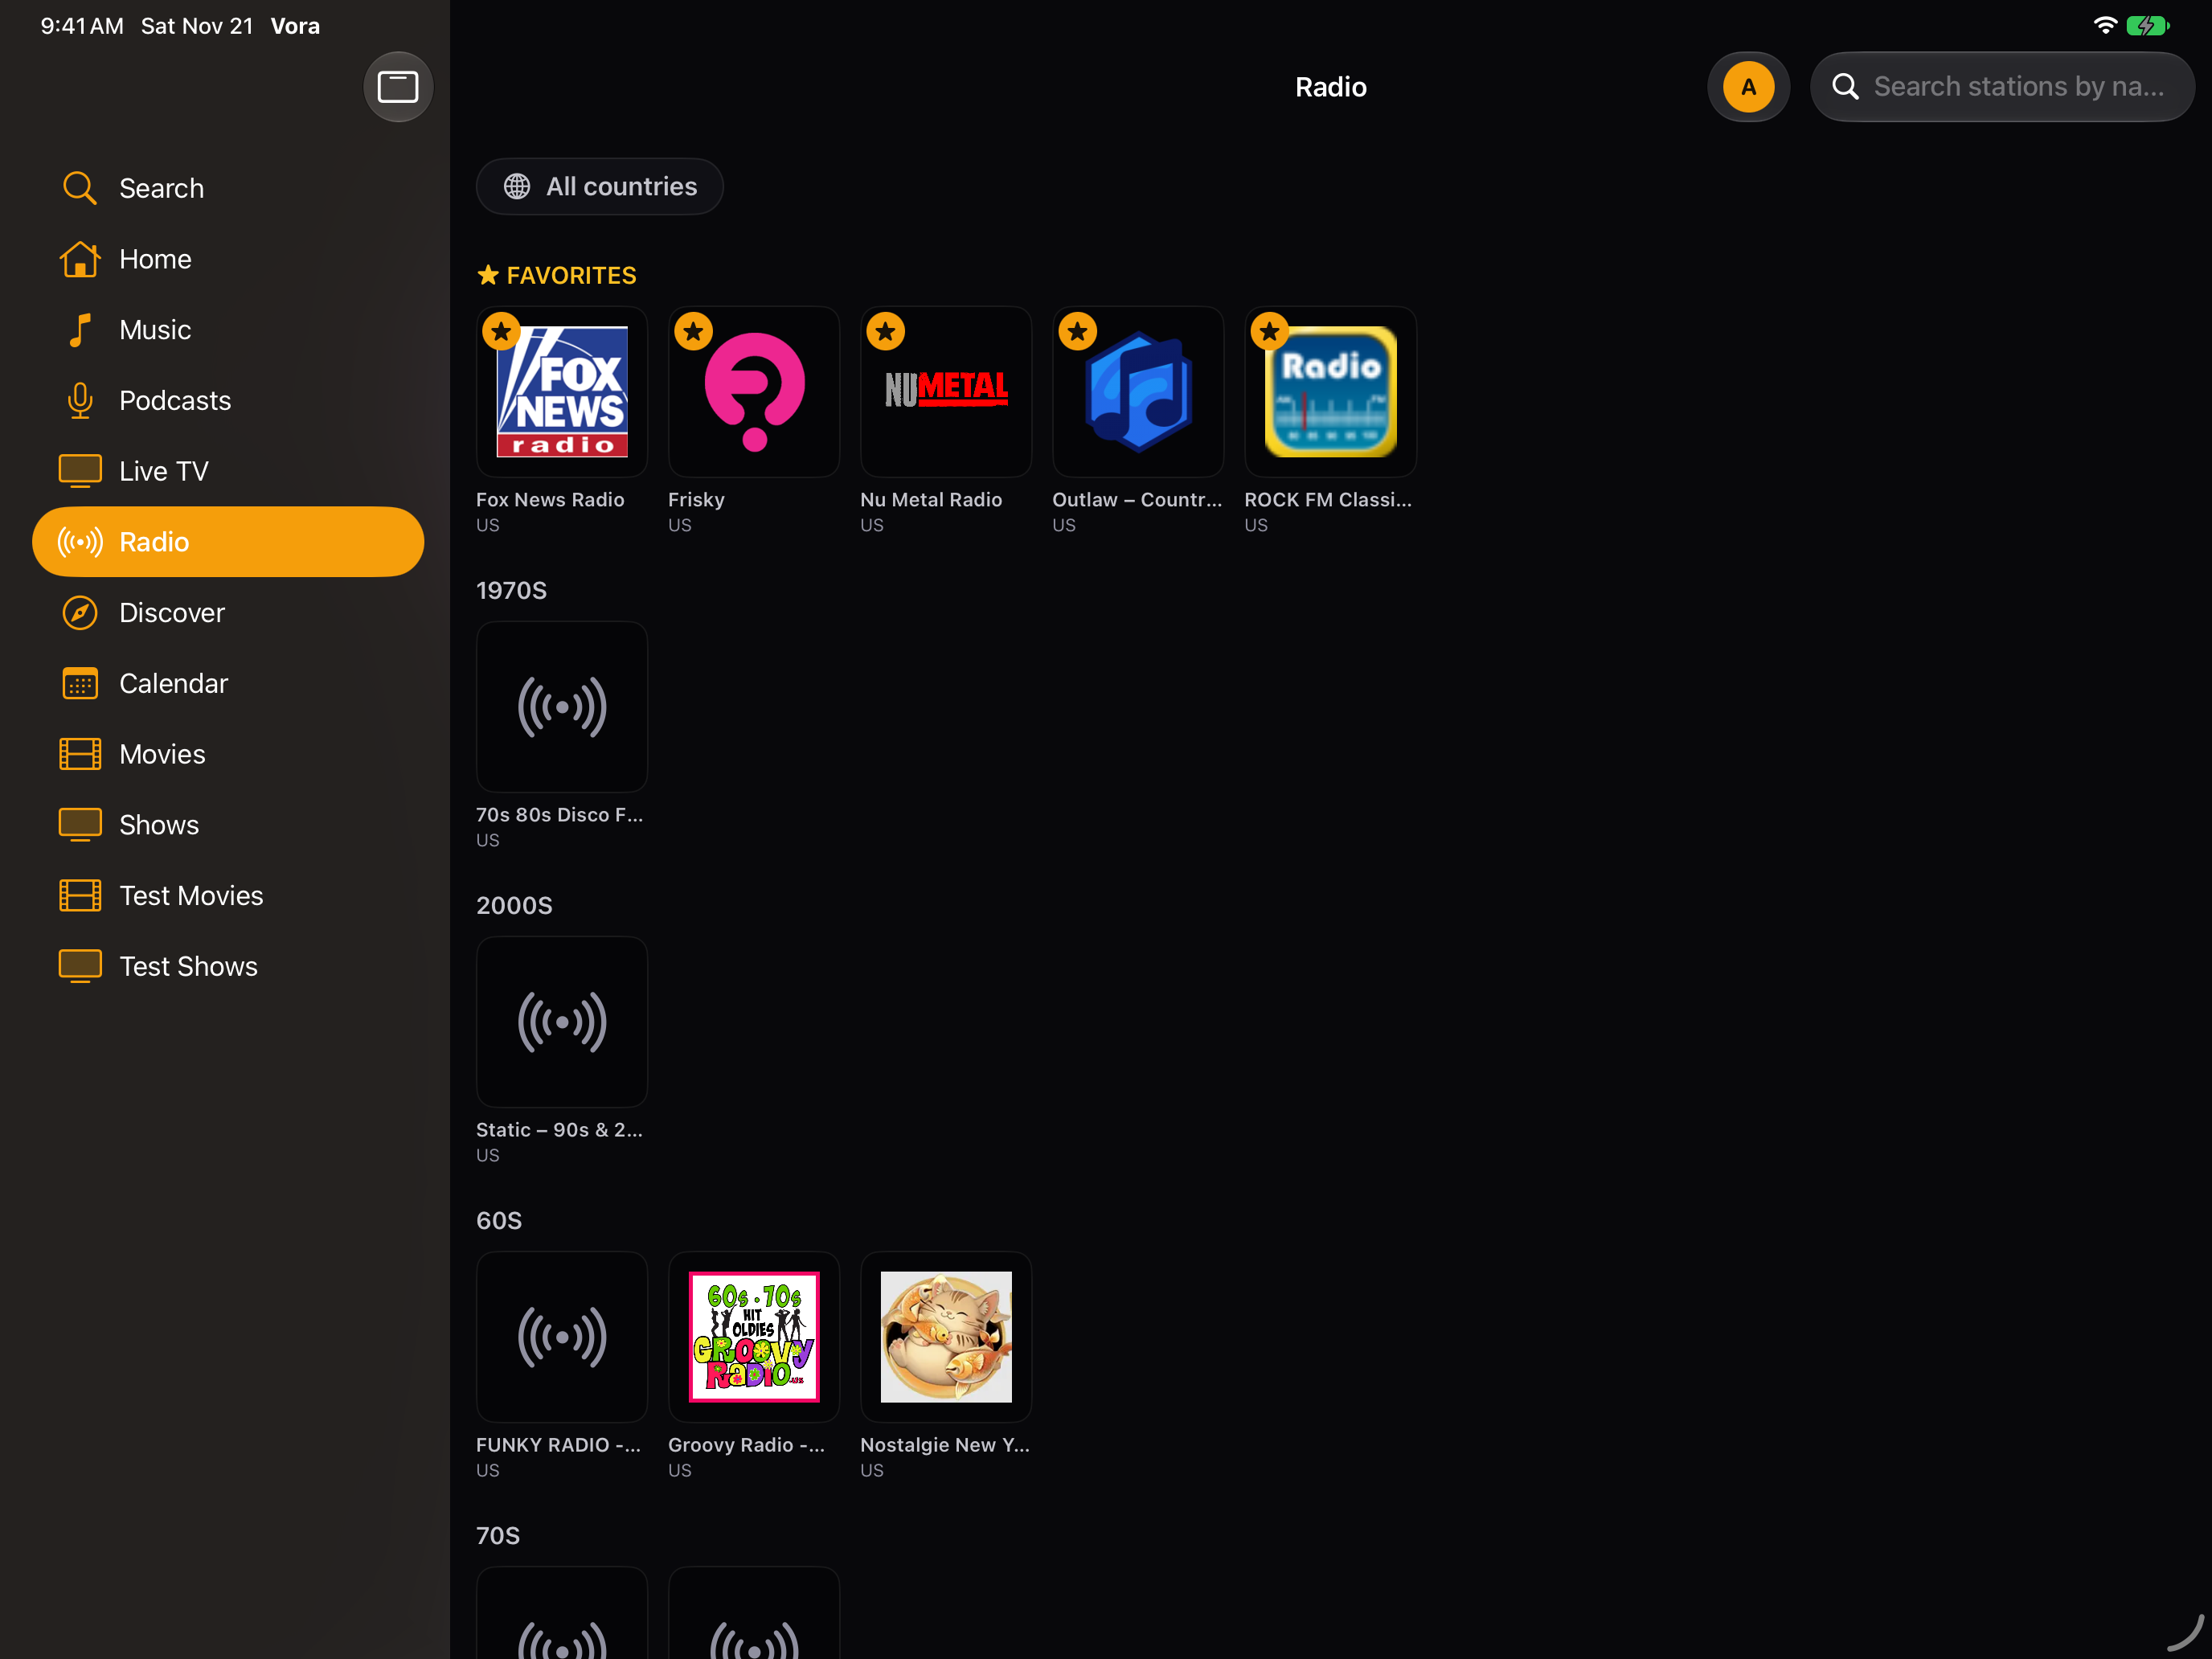 9:41 AM Sat Nov 21 Vora
Radio
A
Search stations by na...
Search
Home
Music
Podcasts
Live TV
Radio
Discover
Calendar
Movies
Shows
Test Movies
Test Shows
All countries
FAVORITES
FOX
NEWS
radio
NUMETAL
Radio
AM FM
Fox News Radio
US
Frisky
US
Nu Metal Radio
US
Outlaw – Countr...
US
ROCK FM Classi...
US
1970S
70s 80s Disco F...
US
2000S
Static – 90s & 2...
US
60S
60s - 70s
HIT
OLDIES
GROOVY
RADIO.us
FUNKY RADIO -...
US
Groovy Radio -...
US
Nostalgie New Y...
US
70S